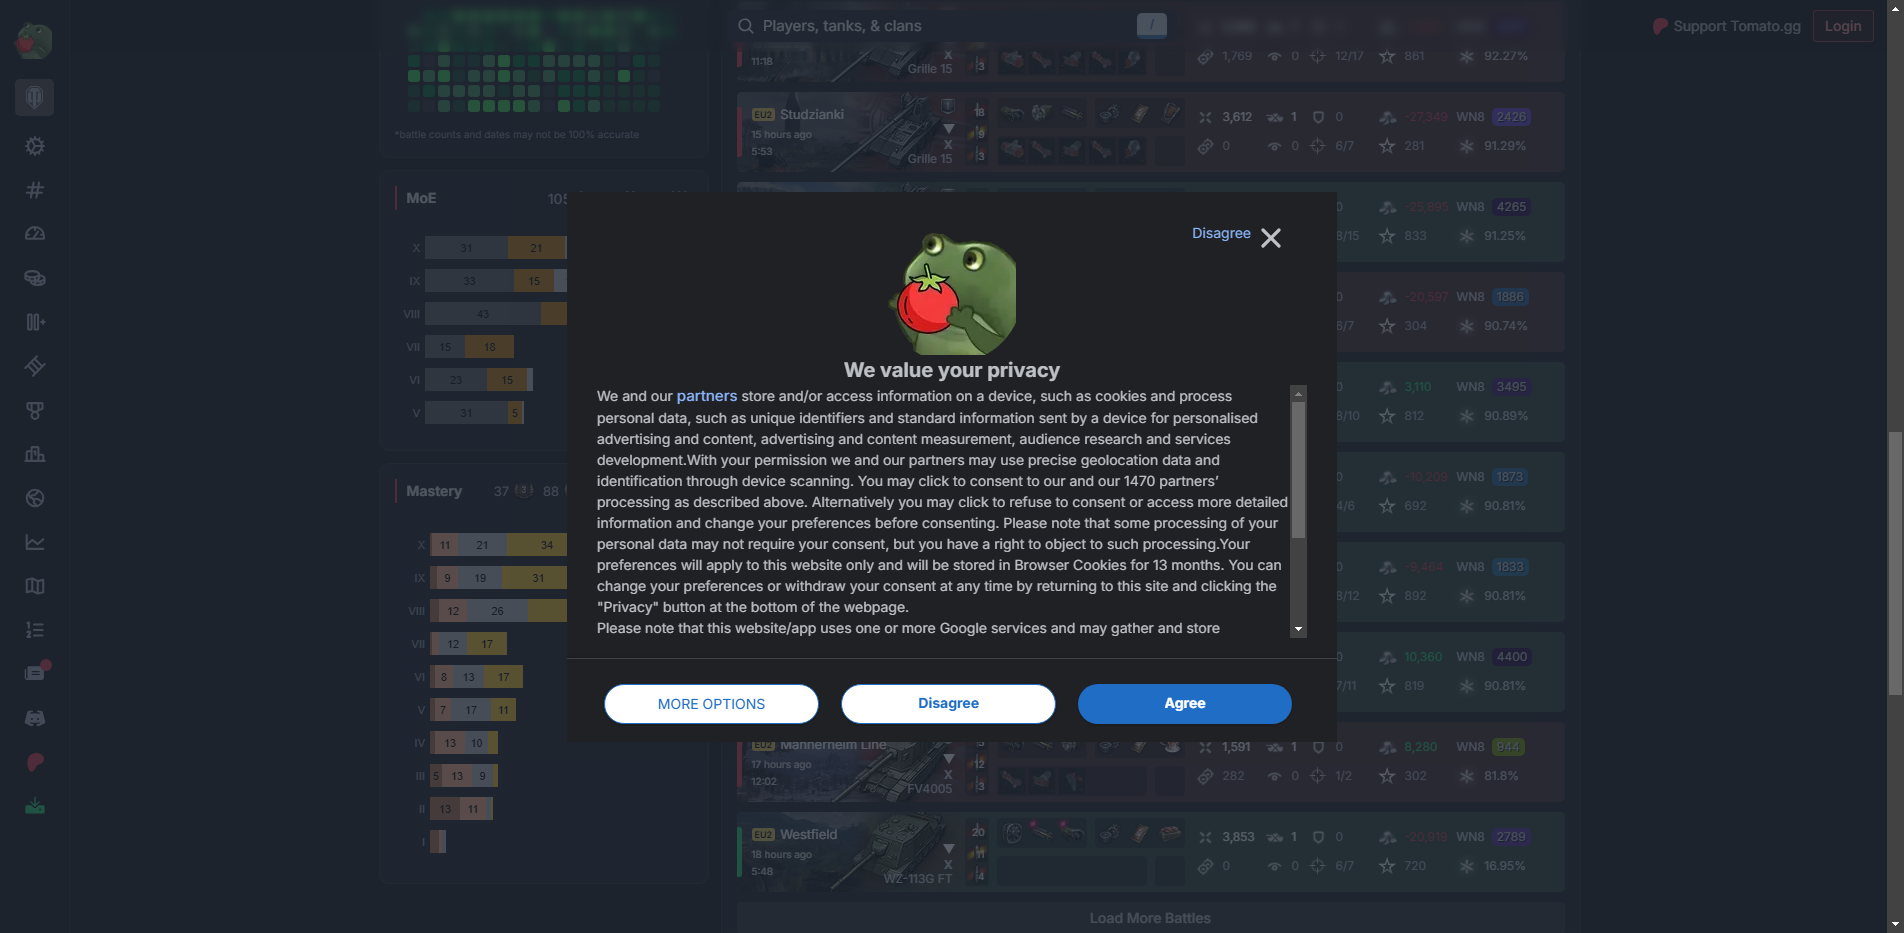 Players, tanks, & clans
/
Support Tomato.gg
Login
*battle counts and dates may not be 100% accurate
MoE
105
X 31 21
IX 33 15
VIII 43
VII 15 18
VI 23 15
V 31 5
Mastery 37 3 88
X 11 21 34
IX 9 19 31
VIII 12 26
VII 12 17
VI 8 13 17
V 7 17 11
IV 13 10
III 5 13 9
II 13 11
I
11:18
Grille 15
X
3
1,769 0 12/17 861 92.27%
EU2 Studzianki
15 hours ago
5:53
Grille 15
X
18
9
3
3,612 1 0 -27,349 WN8 2426
0 0 6/7 281 91.29%
0 -25,895 WN8 4265
8/15 833 91.25%
0 -20,597 WN8 1886
6/7 304 90.74%
0 3,110 WN8 3495
8/10 812 90.89%
0 -10,209 WN8 1873
4/6 692 90.81%
0 -9,464 WN8 1833
8/12 892 90.81%
0 10,360 WN8 4400
7/11 819 90.81%
Disagree
We value your privacy
We and our partners store and/or access information on a device, such as cookies and process
personal data, such as unique identifiers and standard information sent by a device for personalised
advertising and content, advertising and content measurement, audience research and services
development.With your permission we and our partners may use precise geolocation data and
identification through device scanning. You may click to consent to our and our 1470 partners’
processing as described above. Alternatively you may click to refuse to consent or access more detailed
information and change your preferences before consenting. Please note that some processing of your
personal data may not require your consent, but you have a right to object to such processing.Your
preferences will apply to this website only and will be stored in Browser Cookies for 13 months. You can
change your preferences or withdraw your consent at any time by returning to this site and clicking the
"Privacy" button at the bottom of the webpage.
Please note that this website/app uses one or more Google services and may gather and store
MORE OPTIONS
Disagree
Agree
EU2 Mannerheim Line
17 hours ago
12:02
FV4005
X
12
3
1,591 1 0 8,280 WN8 944
282 0 1/2 302 81.8%
EU2 Westfield
18 hours ago
5:48
WZ-113G FT
X
20
11
4
3,853 1 0 -20,919 WN8 2789
0 0 6/7 720 16.95%
Load More Battles